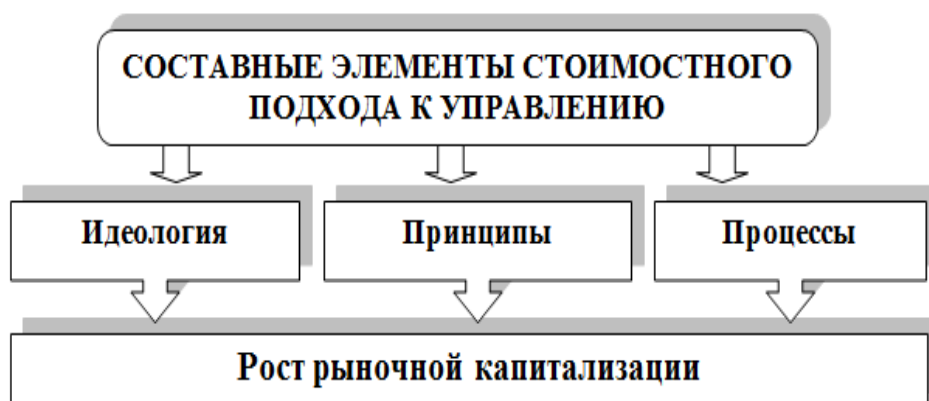 СОСТАВНЫЕ ЭЛЕМЕНТЫ СТОИМОСТНОГО
ПОДХОДА К УПРАВЛЕНИЮ
Идеология
Принципы
Процессы
Рост рыночной капитализации